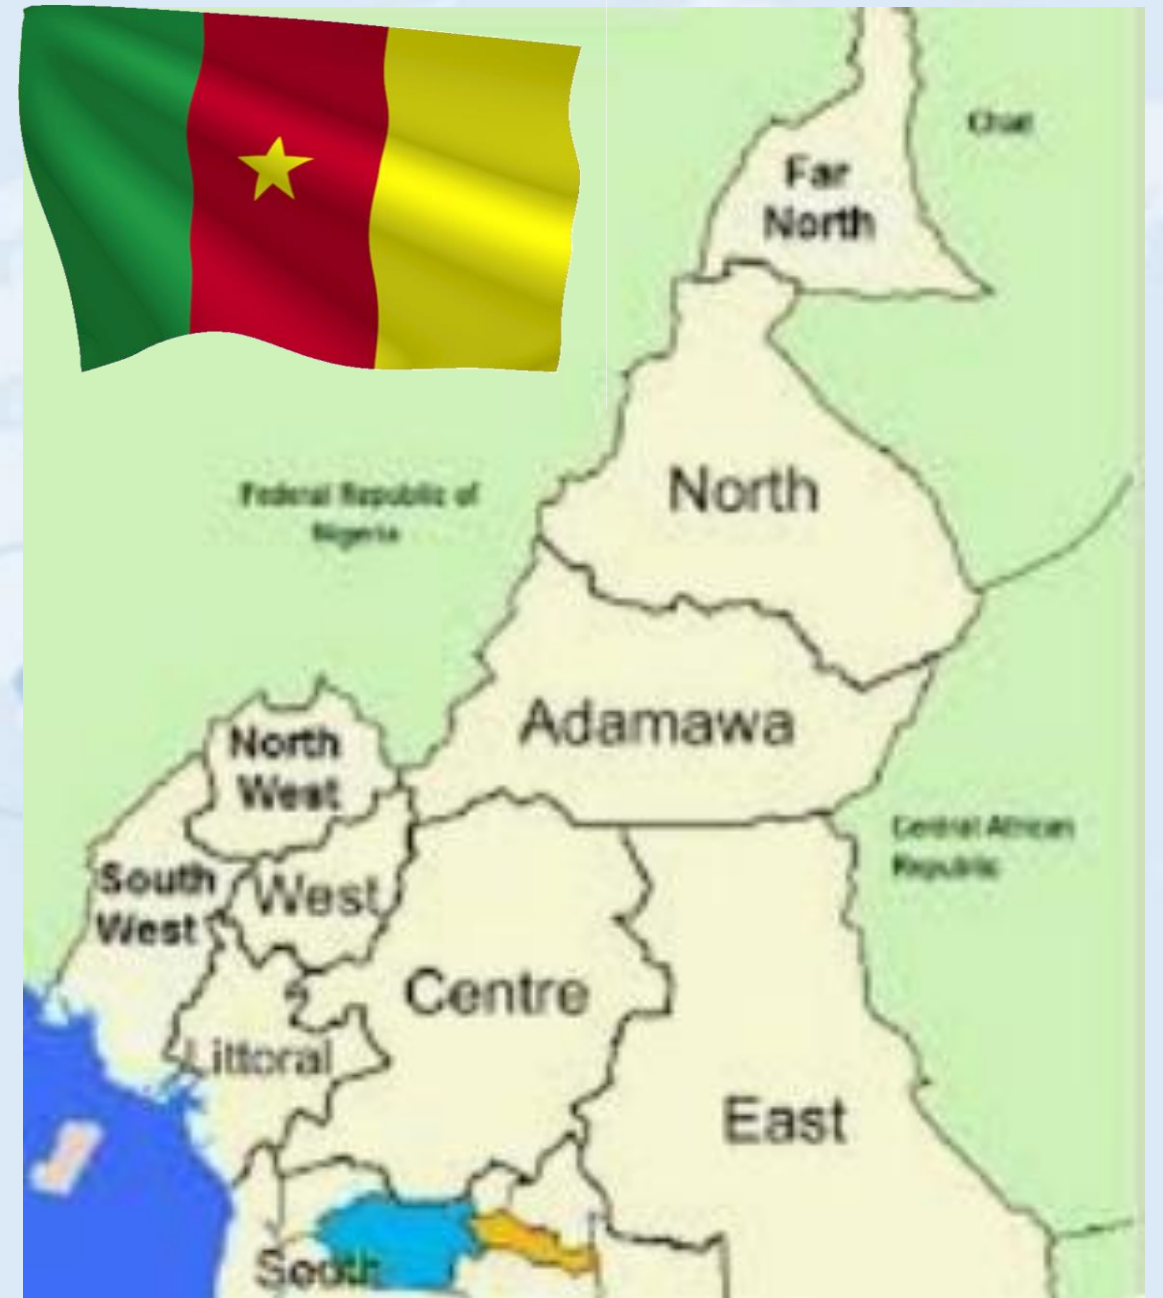 Chad
Far
North
North
Federal Republic of
Nigeria
Adamawa
North
West
Central African
Republic
South
West
West
Centre
Littoral
East
South